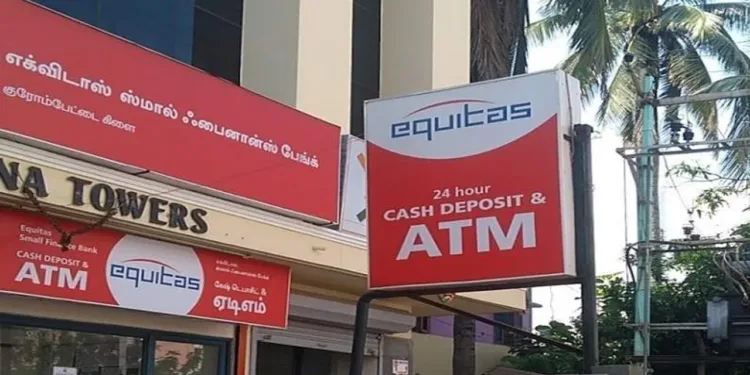 எக்விடாஸ் ஸ்மால் ஃபைனான்ஸ் பேங்க்
குரோம்பேட்டை கிளை
NA TOWERS
Equitas
Small Finance Bank
CASH DEPOSIT &
ATM
equitas
கேஷ் டெபாசிட் &
ஏடிஎம்
equitas
24 hour
CASH DEPOSIT &
ATM